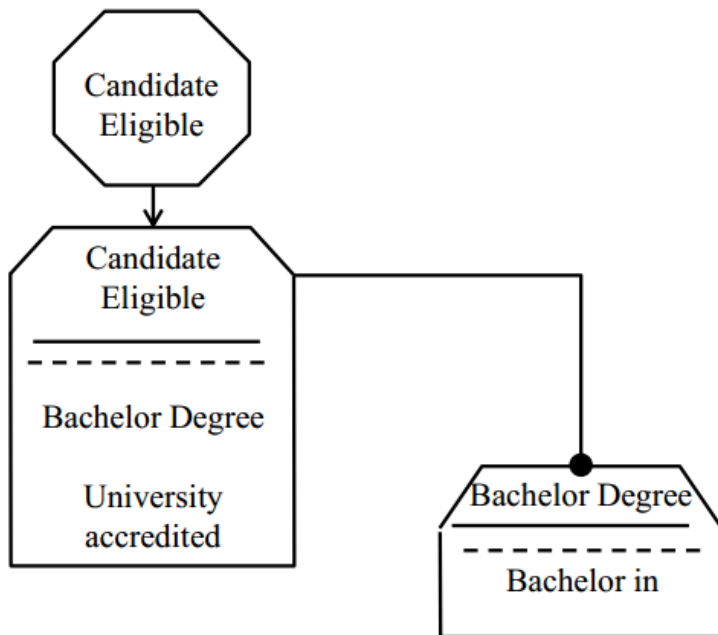 Candidate
Eligible
Candidate
Eligible
Bachelor Degree
University
accredited
Bachelor Degree
Bachelor in